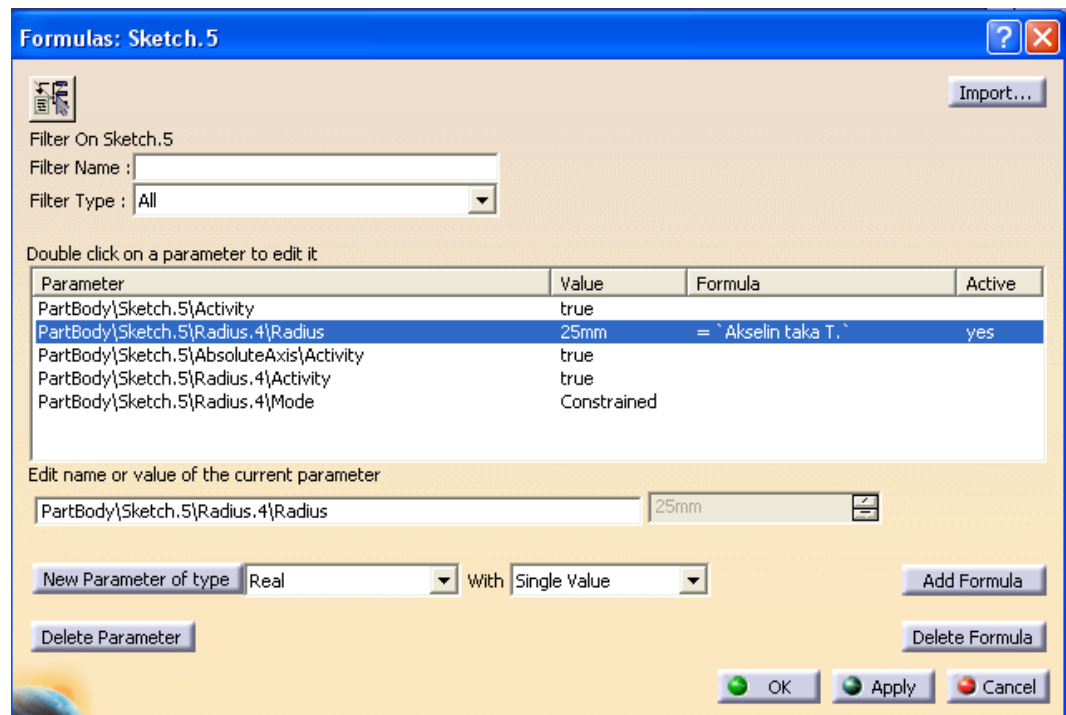 Formulas: Sketch.5
Import...
Filter On Sketch.5
Filter Name :
Filter Type : All
Double click on a parameter to edit it
Parameter Value Formula Active
PartBody\Sketch.5\Activity true
PartBody\Sketch.5\Radius.4\Radius 25mm = `Akselin taka T.` yes
PartBody\Sketch.5\AbsoluteAxis\Activity true
PartBody\Sketch.5\Radius.4\Activity true
PartBody\Sketch.5\Radius.4\Mode Constrained
Edit name or value of the current parameter
PartBody\Sketch.5\Radius.4\Radius 25mm
New Parameter of type Real With Single Value Add Formula
Delete Parameter Delete Formula
OK Apply Cancel